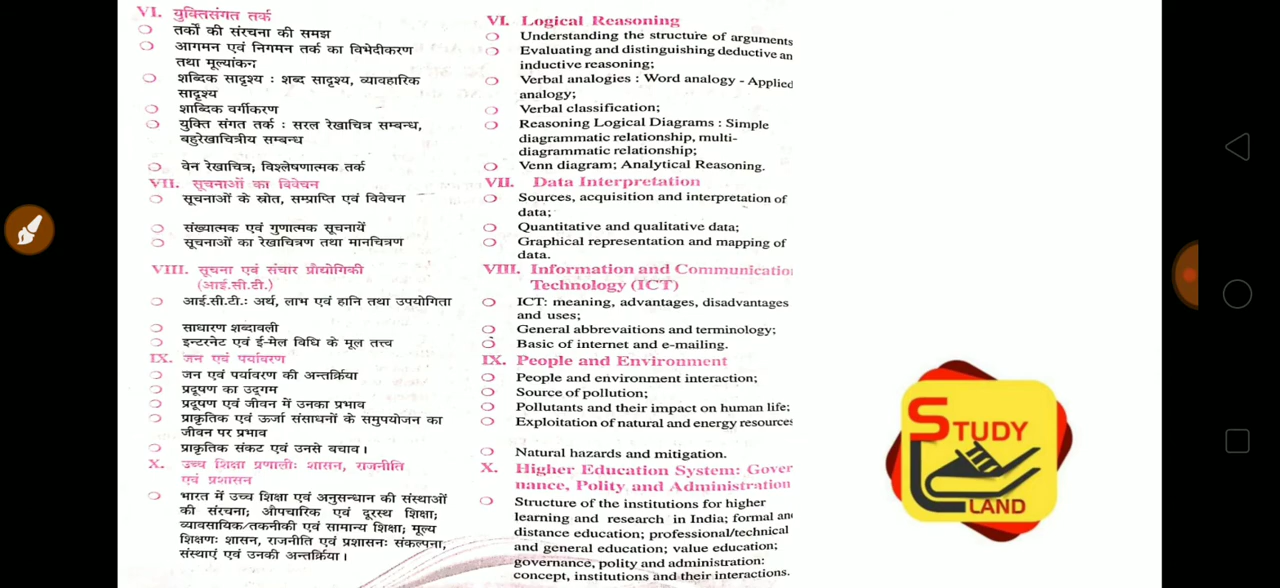 VI. युक्तिसंगत तर्क
तर्कों की संरचना की समझ
आगमन एवं निगमन तर्क का विभेदीकरण
तथा मूल्यांकन
शब्दिक सादृश्य : शब्द सादृश्य, व्यावहारिक
सादृश्य
शाब्दिक वर्गीकरण
युक्ति संगत तर्क : सरल रेखाचित्र सम्बन्ध,
बहुरेखाचित्रीय सम्बन्ध
वेन रेखाचित्र; विश्लेषणात्मक तर्क
VII. सूचनाओं का विवेचन
सूचनाओं के स्रोत, सम्प्राप्ति एवं विवेचन
संख्यात्मक एवं गुणात्मक सूचनायें
सूचनाओं का रेखाचित्रण तथा मानचित्रण
VIII. सूचना एवं संचार प्रौद्योगिकी
(आई.सी.टी.)
आई.सी.टी.: अर्थ, लाभ एवं हानि तथा उपयोगिता
साधारण शब्दावली
इन्टरनेट एवं ई-मेल विधि के मूल तत्त्व
IX. जन एवं पर्यावरण
जन एवं पर्यावरण की अन्तर्क्रिया
प्रदूषण का उद्गम
प्रदूषण एवं जीवन में उनका प्रभाव
प्राकृतिक एवं ऊर्जा संसाधनों के समुपयोजन का
जीवन पर प्रभाव
प्राकृतिक संकट एवं उनसे बचाव।
X. उच्च शिक्षा प्रणालीः शासन, राजनीति
एवं प्रशासन
भारत में उच्च शिक्षा एवं अनुसन्धान की संस्थाओं
की संरचना; औपचारिक एवं दूरस्थ शिक्षा;
व्यावसायिक/तकनीकी एवं सामान्य शिक्षा; मूल्य
शिक्षणः शासन, राजनीति एवं प्रशासनः संकल्पना,
संस्थाएं एवं उनकी अन्तर्क्रिया।
VI. Logical Reasoning
Understanding the structure of arguments
Evaluating and distinguishing deductive an
inductive reasoning;
Verbal analogies : Word analogy - Applied
analogy;
Verbal classification;
Reasoning Logical Diagrams : Simple
diagrammatic relationship, multi-
diagrammatic relationship;
Venn diagram; Analytical Reasoning.
VII. Data Interpretation
Sources, acquisition and interpretation of
data;
Quantitative and qualitative data;
Graphical representation and mapping of
data.
VIII. Information and Communicatio
Technology (ICT)
ICT: meaning, advantages, disadvantages
and uses;
General abbrevaitions and terminology;
Basic of internet and e-mailing.
IX. People and Environment
People and environment interaction;
Source of pollution;
Pollutants and their impact on human life;
Exploitation of natural and energy resources
Natural hazards and mitigation.
X. Higher Education System: Gover
nance, Polity and Administration
Structure of the institutions for higher
learning and research in India; formal and
distance education; professional/technical
and general education; value education;
governance, polity and administration:
concept, institutions and their interactions.
STUDY
LAND